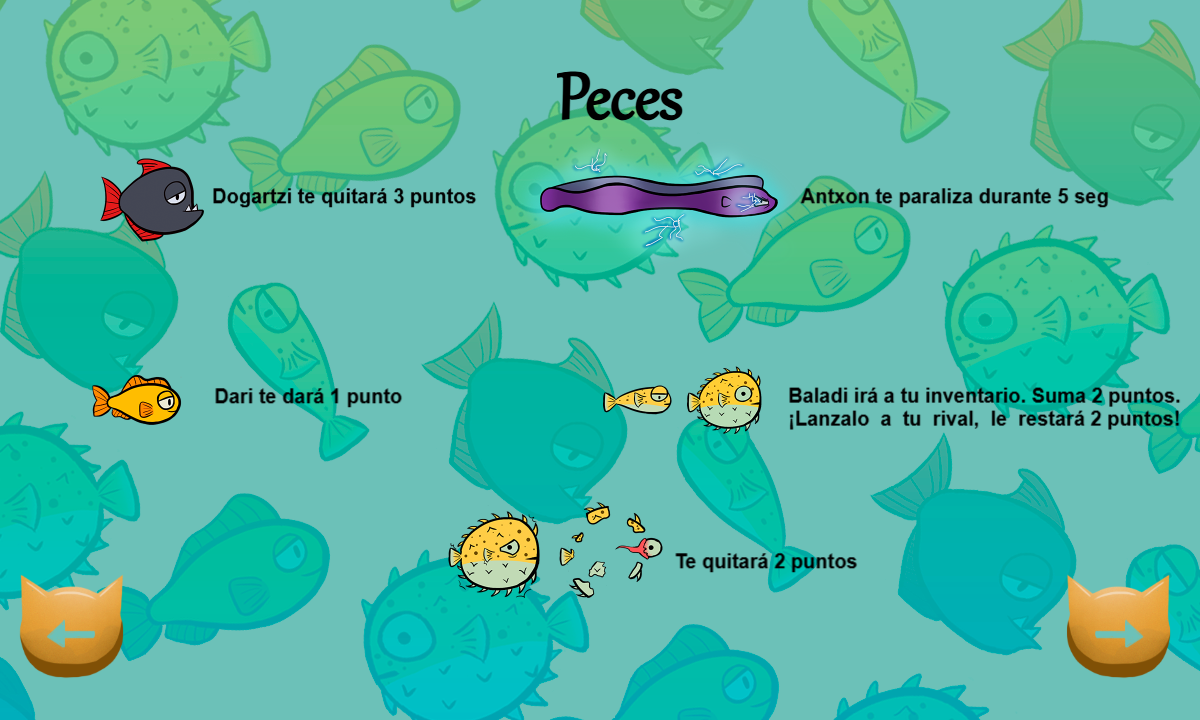 Peces
Dogartzi te quitará 3 puntos
Antxon te paraliza durante 5 seg
Dari te dará 1 punto
Baladi irá a tu inventario. Suma 2 puntos.
¡Lanzalo a tu rival, le restará 2 puntos!
Te quitará 2 puntos